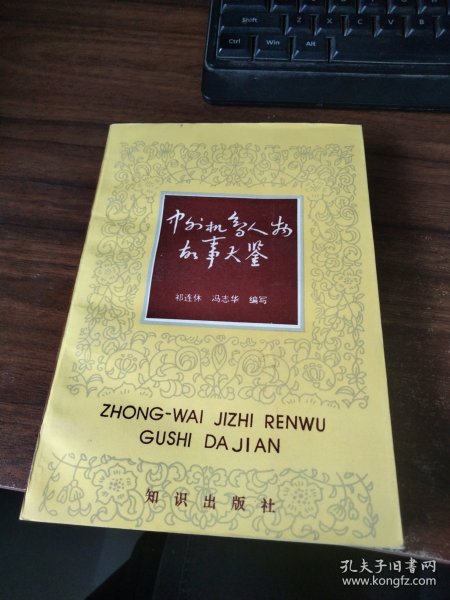 Shift
Ctrl
Win
Alt
中外机智人物
故事大鉴
祁连休 冯志华 编写
ZHONG-WAI JIZHI RENWU
GUSHI DAJIAN
知识出版社
孔夫子旧书网
www.kongfz.com